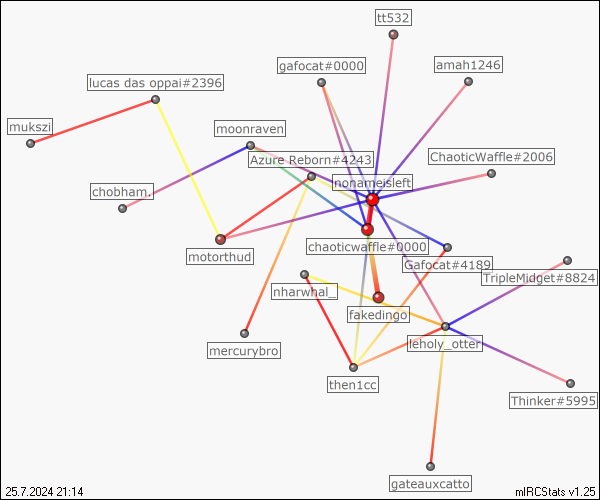 tt532
gafocat#0000
amah1246
lucas das oppai#2396
mukszi
moonraven
Azure Reborn#4243
ChaoticWaffle#2006
nonameisleft
chobham.
chaoticwaffle#0000
motorthud
Gafocat#4189
TripleMidget#8824
nharwhal_
fakedingo
leholy_otter
mercurybro
then1cc
Thinker#5995
gateauxcatto
25.7.2024 21:14
mIRCStats v1.25